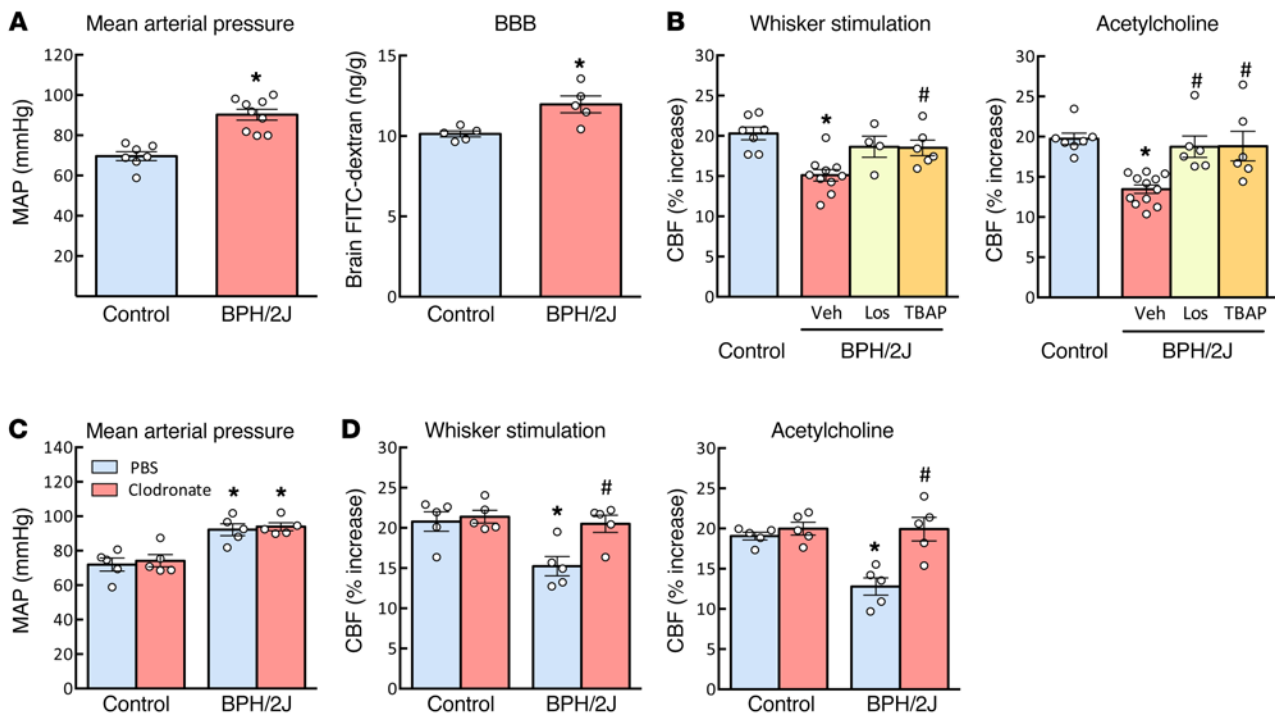 A
Mean arterial pressure
MAP (mmHg)
120
100
80
60
40
20
*
Control
BPH/2J
BBB
Brain FITC-dextran (ng/g)
15
10
5
0
*
Control
BPH/2J
B
Whisker stimulation
CBF (% increase)
30
25
20
15
10
5
0
*
#
Veh Los TBAP
Control BPH/2J
Acetylcholine
CBF (% increase)
30
25
20
15
10
5
0
*
#
#
Veh Los TBAP
Control BPH/2J
C
Mean arterial pressure
MAP (mmHg)
140
120
100
80
60
40
20
0
PBS
Clodronate
* *
Control BPH/2J
D
Whisker stimulation
CBF (% increase)
30
25
20
15
10
5
0
*
#
Control BPH/2J
Acetylcholine
CBF (% increase)
30
25
20
15
10
5
0
*
#
Control BPH/2J